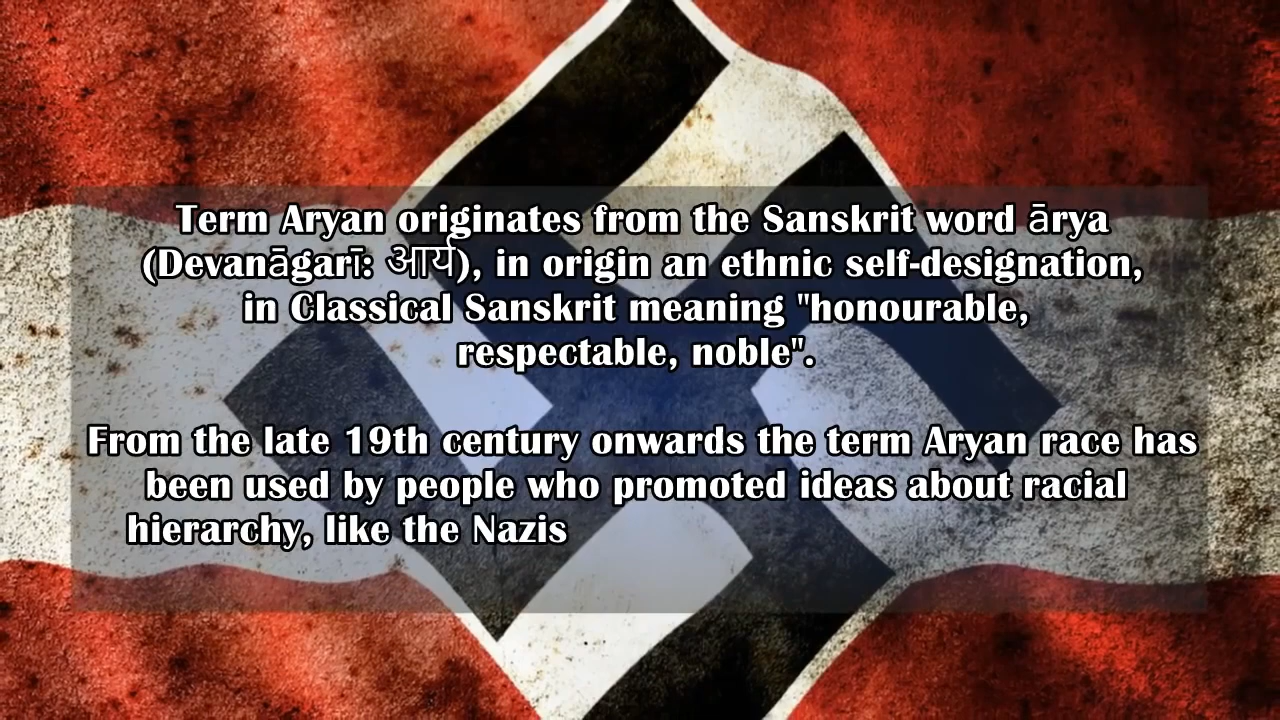 Term Aryan originates from the Sanskrit word ārya
(Devanāgarī: आर्य), in origin an ethnic self-designation,
in Classical Sanskrit meaning "honourable,
respectable, noble".
From the late 19th century onwards the term Aryan race has
been used by people who promoted ideas about racial
hierarchy, like the Nazis